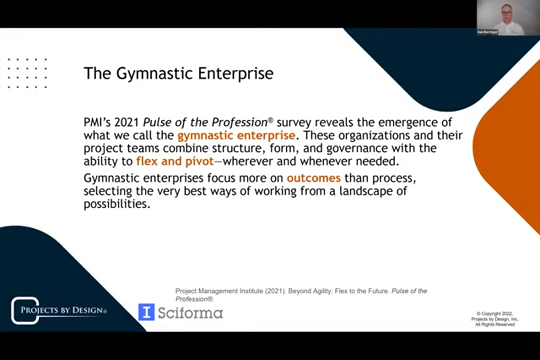 The Gymnastic Enterprise
PMI's 2021 Pulse of the Profession® survey reveals the emergence of
what we call the gymnastic enterprise. These organizations and their
project teams combine structure, form, and governance with the
ability to flex and pivot—wherever and whenever needed.
Gymnastic enterprises focus more on outcomes than process,
selecting the very best ways of working from a landscape of
possibilities.
Project Management Institute (2021). Beyond Agility: Flex to the Future. Pulse of the
Profession®.
PROJECTS BY DESIGN®
Sciforma
© Copyright 2022,
Projects by Design, Inc.
All Rights Reserved